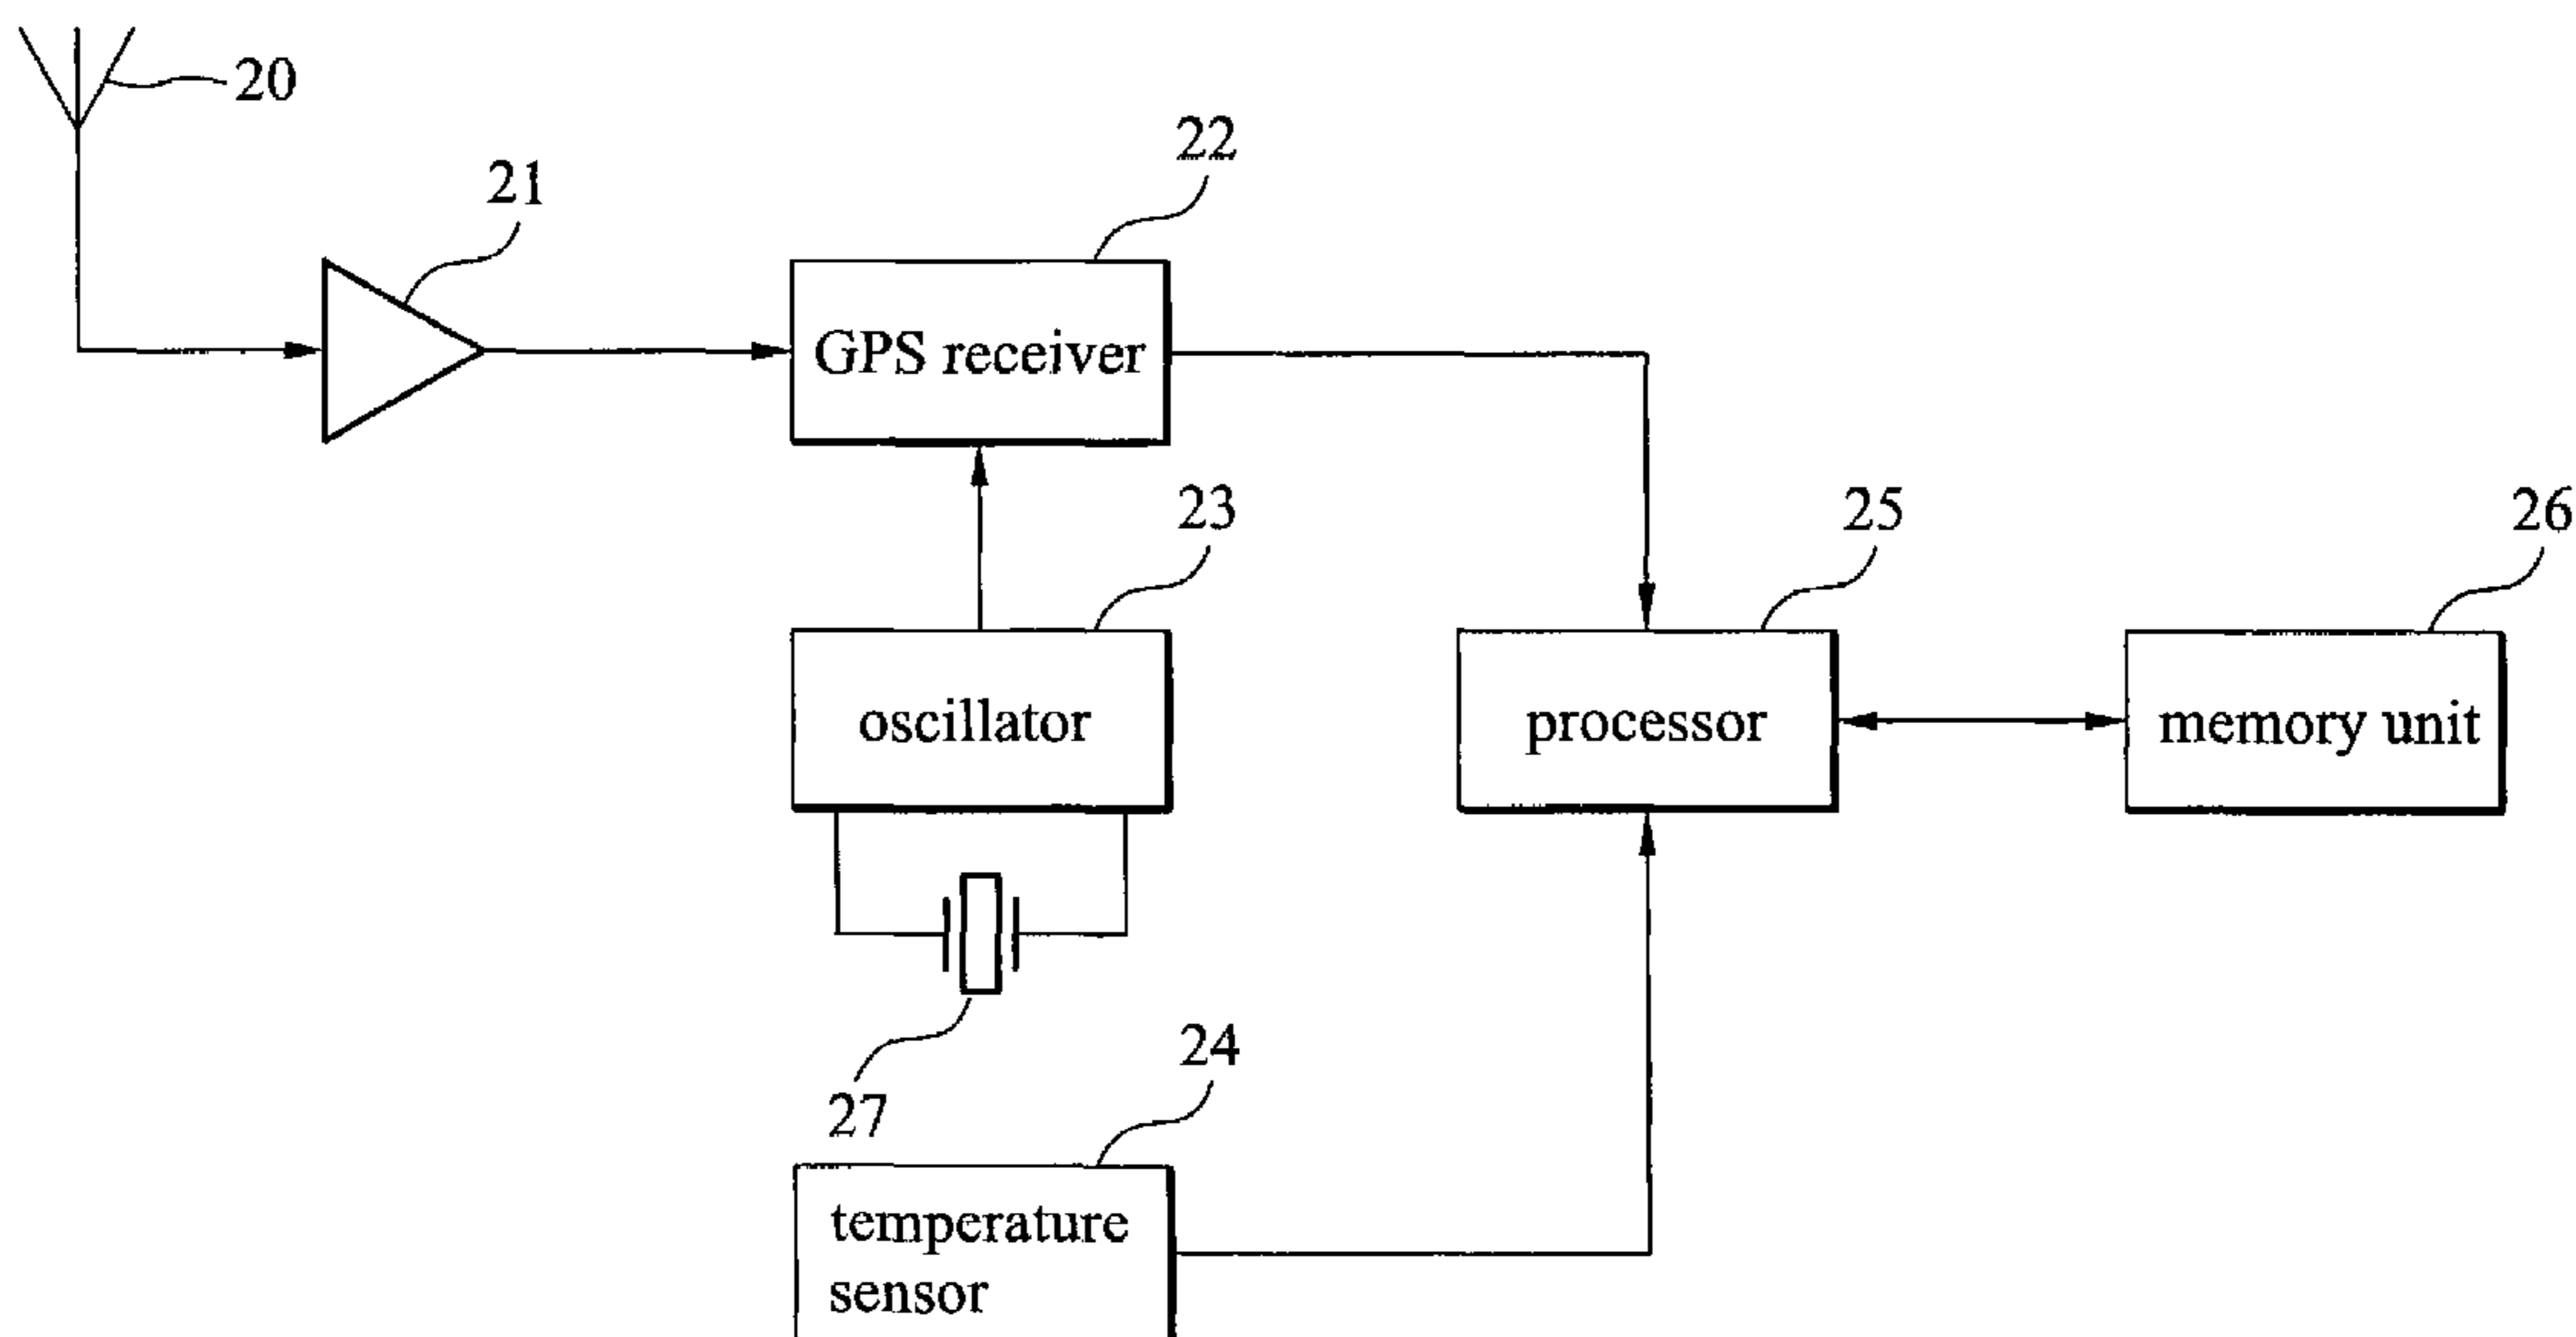 20
21
22
GPS receiver
23
25
26
oscillator
processor
memory unit
24
27
temperature
sensor